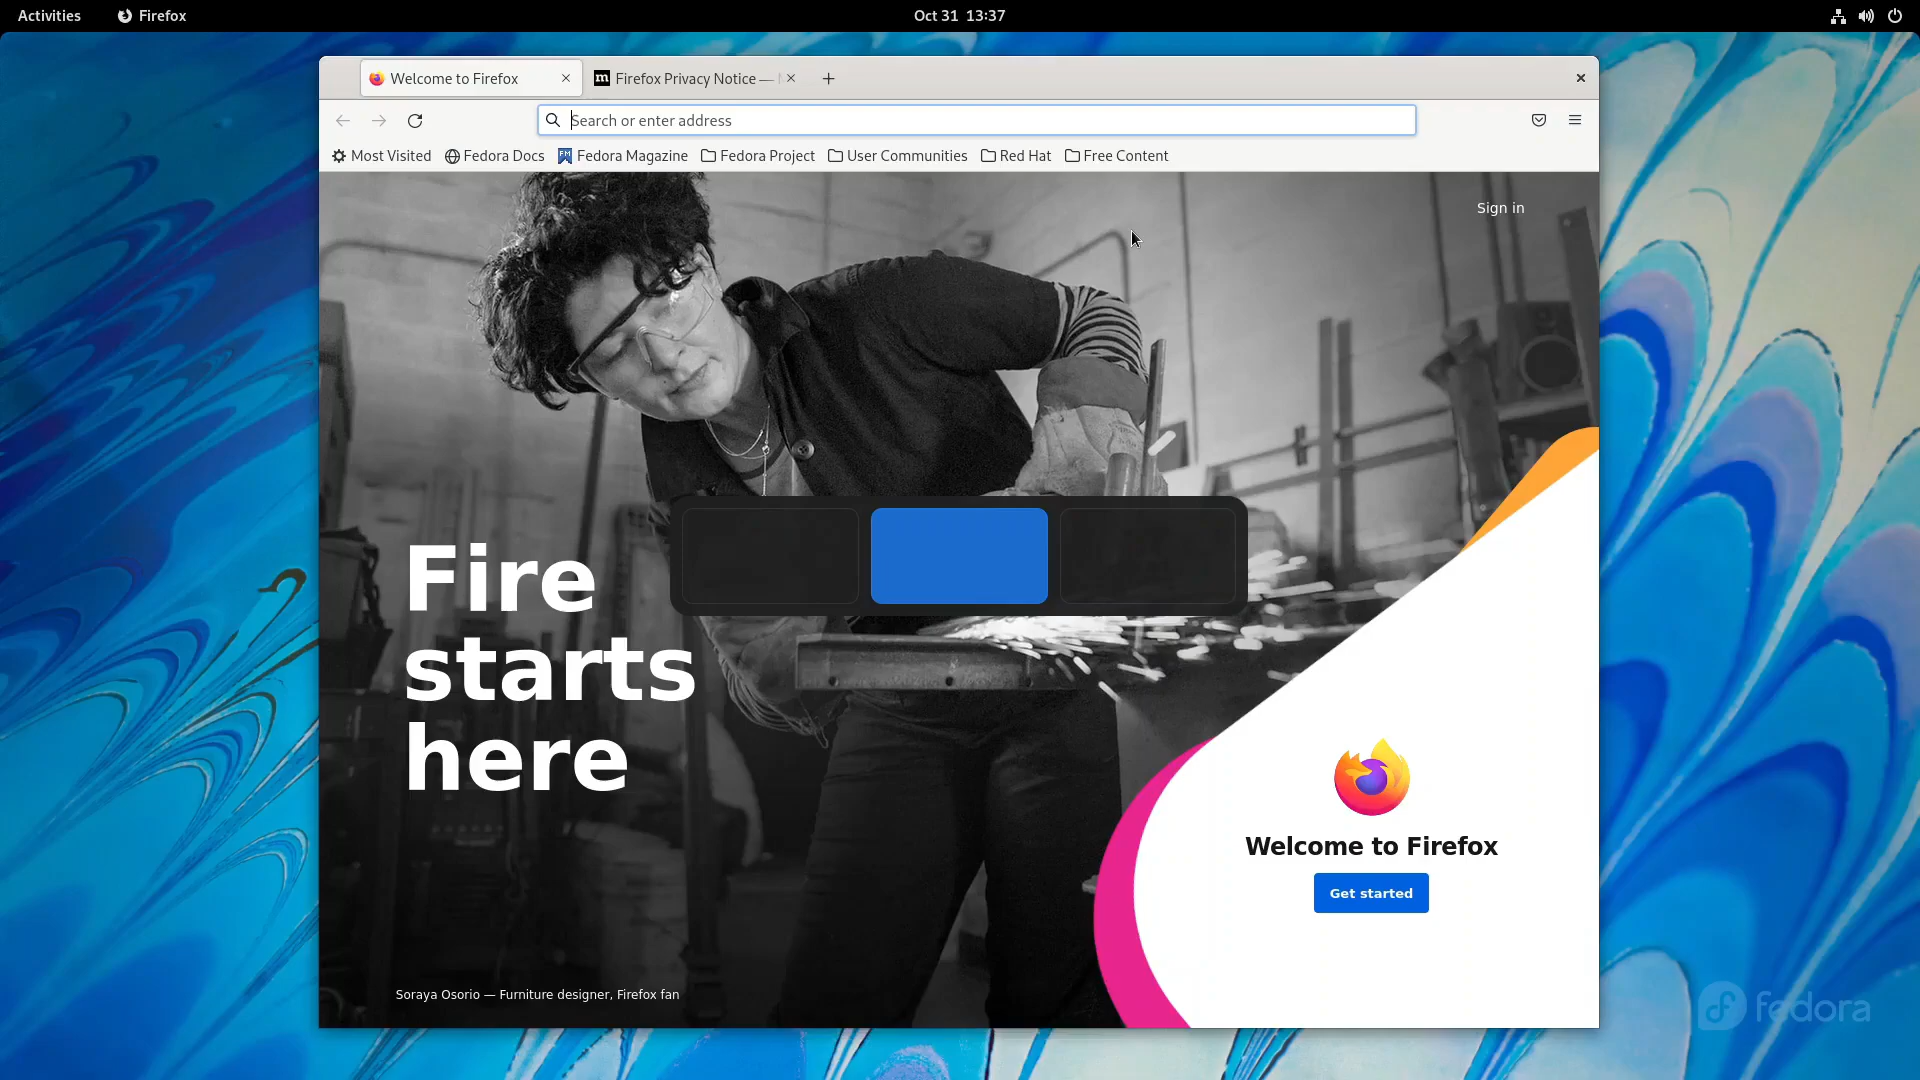 Activities Firefox Oct 31 13:37
Welcome to Firefox Firefox Privacy Notice —
Search or enter address
Most Visited Fedora Docs FM Fedora Magazine Fedora Project User Communities Red Hat Free Content
Sign in
Fire
starts
here
Welcome to Firefox
Get started
Soraya Osorio — Furniture designer, Firefox fan
fedora